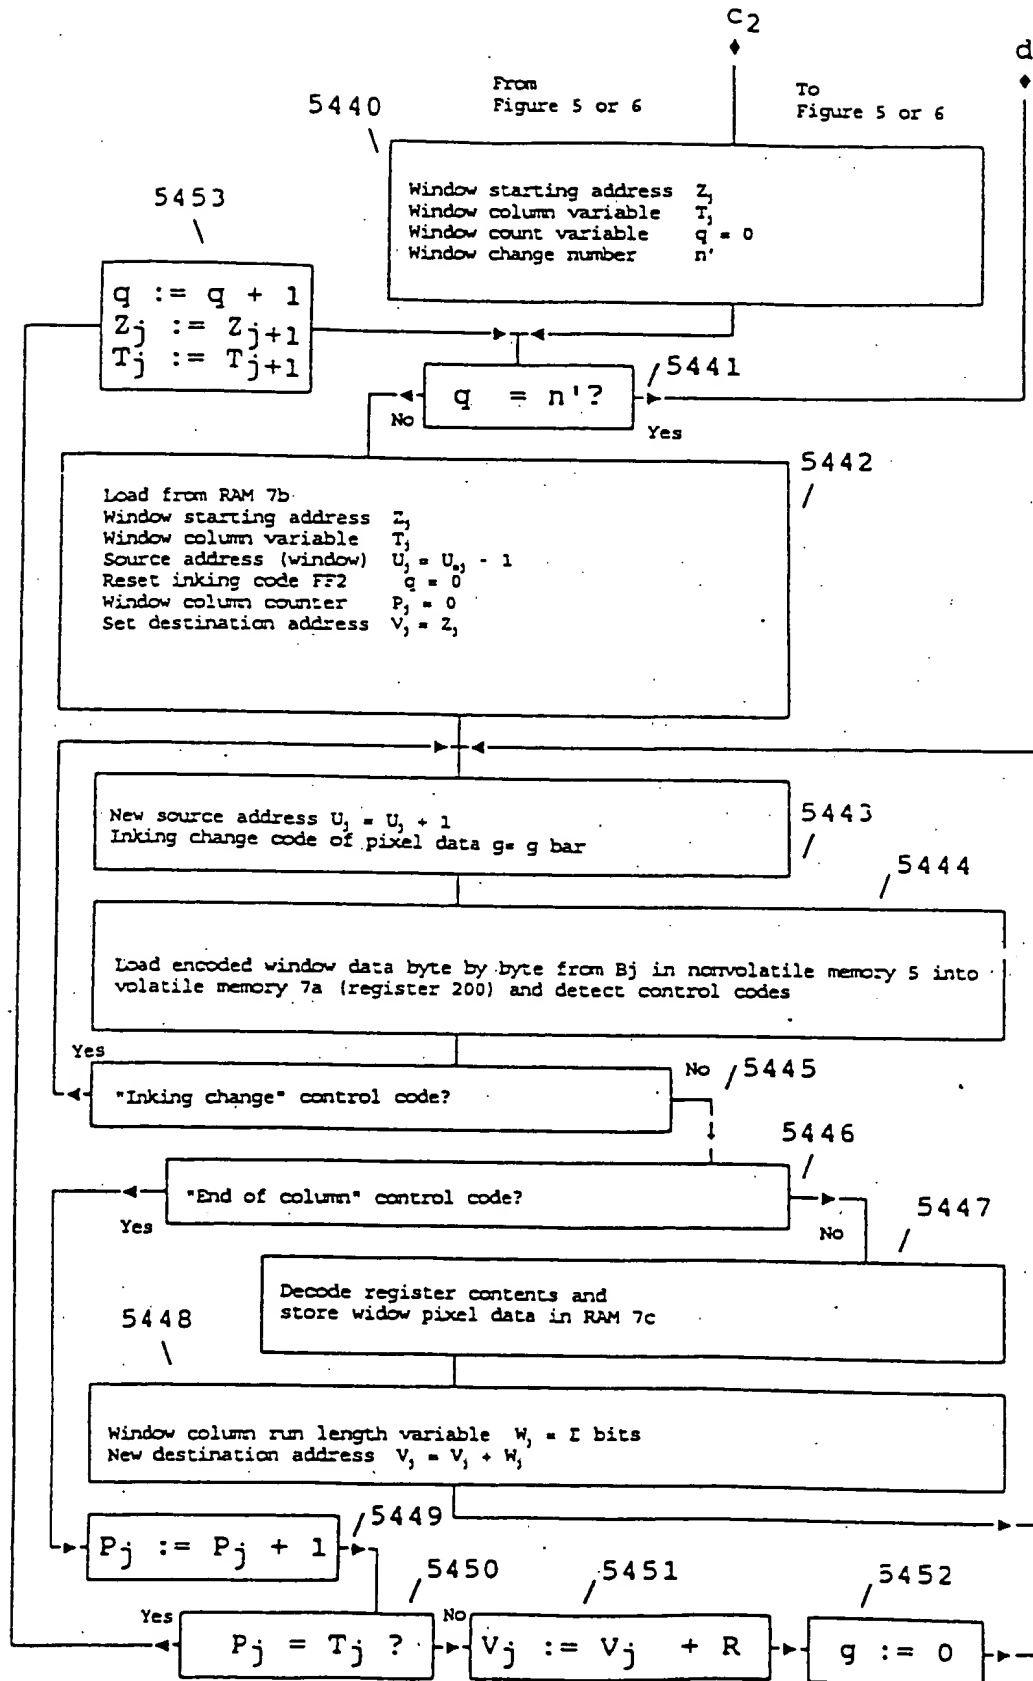 c2
d
From
Figure 5 or 6
To
Figure 5 or 6
5440
Window starting address Zj
Window column variable Tj
Window count variable q = 0
Window change number n'
5453
q := q + 1
Zj := Zj+1
Tj := Tj+1
5441
q = n'?
No
Yes
5442
Load from RAM 7b
Window starting address Zj
Window column variable Tj
Source address (window) Uj = Uoj - 1
Reset inking code FF2 q = 0
Window column counter Pj = 0
Set destination address Vj = Zj
5443
New source address Uj = Uj + 1
Inking change code of pixel data g= g bar
5444
Load encoded window data byte by byte from Bj in nonvolatile memory 5 into
volatile memory 7a (register 200) and detect control codes
Yes
"Inking change" control code?
No
5445
5446
"End of column" control code?
Yes
No
5447
Decode register contents and
store widow pixel data in RAM 7c
5448
Window column run length variable Wj = Σ bits
New destination address Vj = Vj + Wj
5449
Pj := Pj + 1
5450
Yes
Pj = Tj ?
No
5451
Vj := Vj + R
5452
g := 0